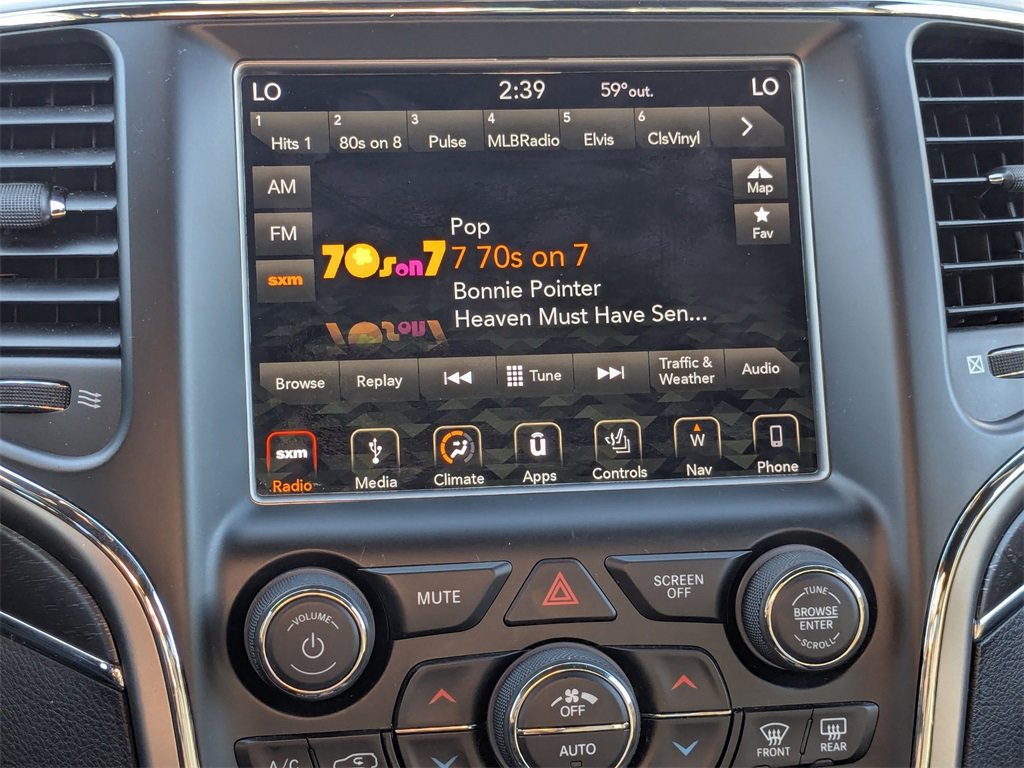 LO 2:39 59°out. LO
1 Hits 1 2 80s on 8 3 Pulse 4 MLBRadio 5 Elvis 6 ClsVinyl
AM
Map
FM
Fav
sxm
70s on 7
Pop
7 70s on 7
Bonnie Pointer
Heaven Must Have Sen...
Browse Replay Tune Traffic & Weather Audio
sxm U W
Radio Media Climate Apps Controls Nav Phone
VOLUME
MUTE
SCREEN
OFF
TUNE
BROWSE
ENTER
SCROLL
OFF
AUTO
A/C
FRONT
REAR